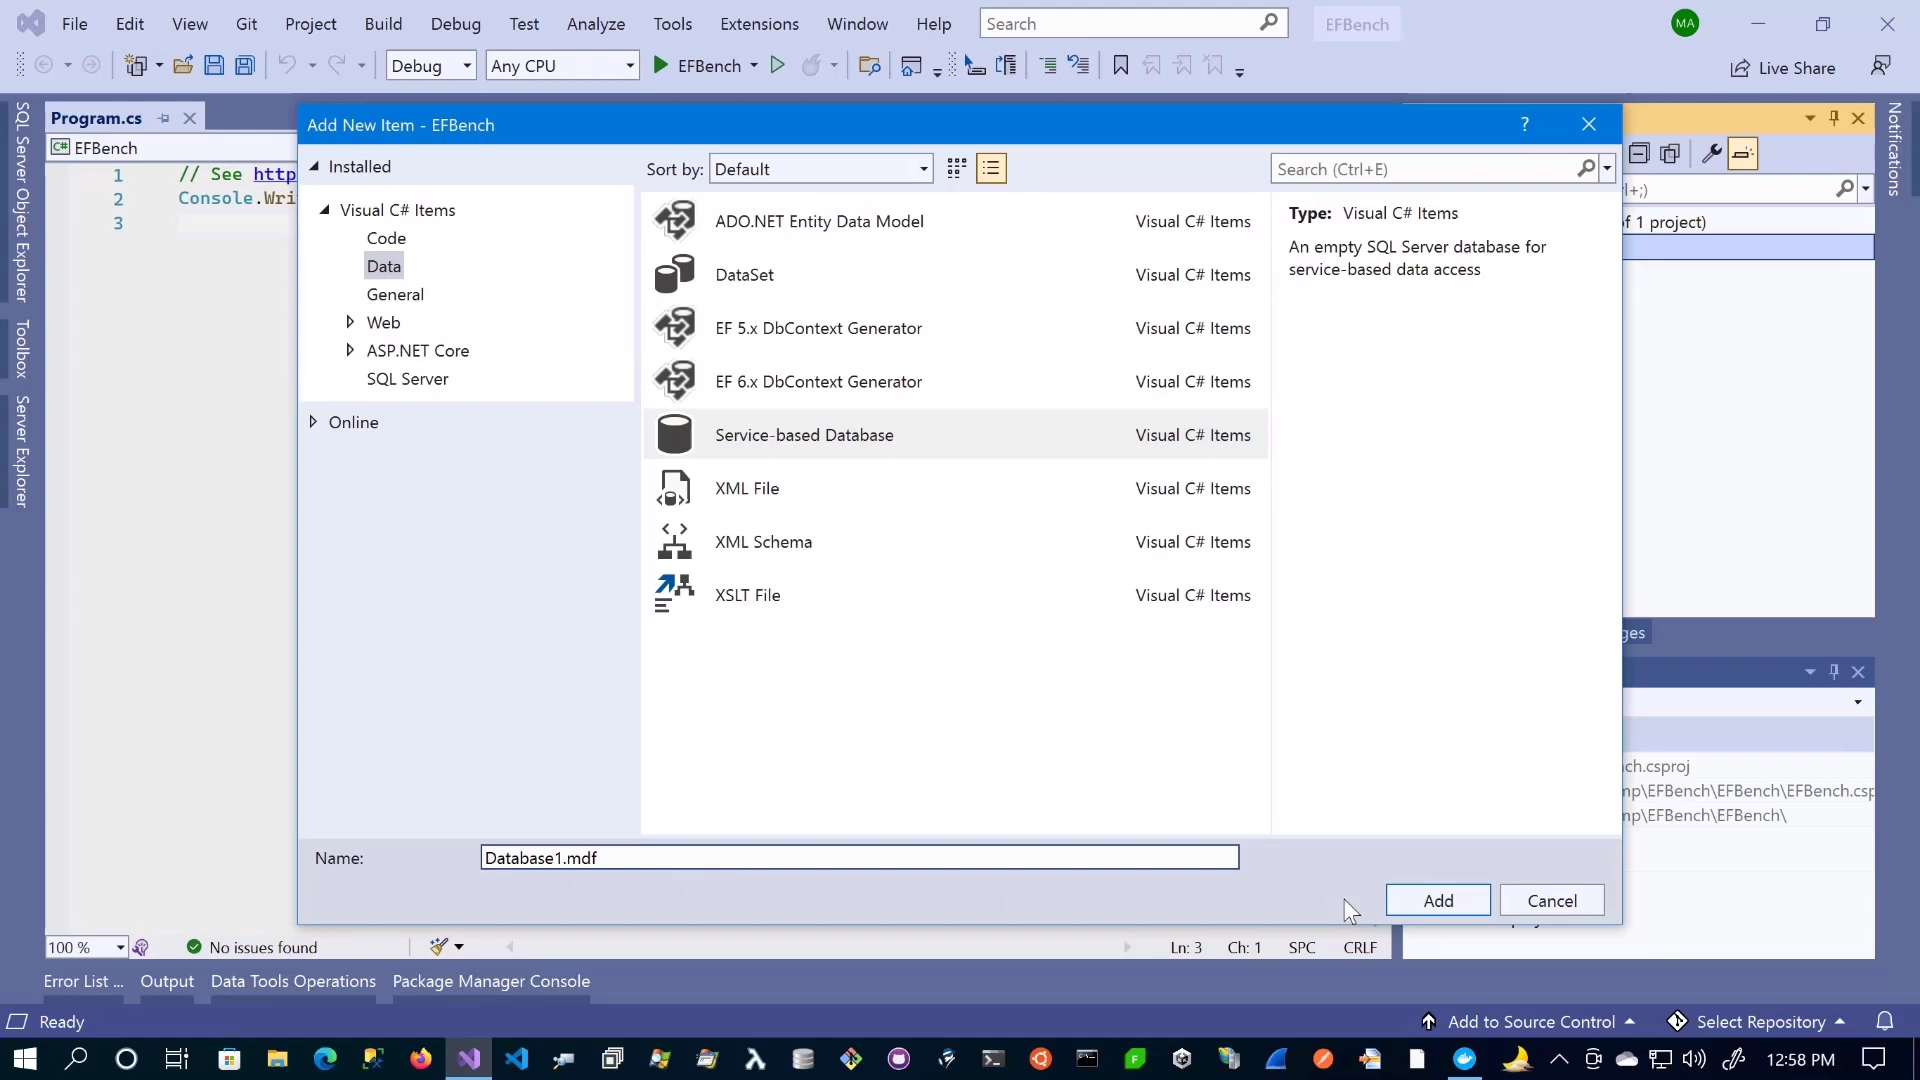 File Edit View Git Project Build Debug Test Analyze Tools Extensions Window Help Search EFBench MA
Debug Any CPU EFBench Live Share
Program.cs
EFBench
1 // See http
2 Console.Wri
3
SQL Server Object Explorer
Toolbox
Server Explorer
Add New Item - EFBench ?
Installed
Visual C# Items
Code
Data
General
Web
ASP.NET Core
SQL Server
Online
Sort by: Default
Search (Ctrl+E)
ADO.NET Entity Data Model Visual C# Items
DataSet Visual C# Items
EF 5.x DbContext Generator Visual C# Items
EF 6.x DbContext Generator Visual C# Items
Service-based Database Visual C# Items
XML File Visual C# Items
XML Schema Visual C# Items
XSLT File Visual C# Items
Type: Visual C# Items
An empty SQL Server database for
service-based data access
Name: Database1.mdf
Add Cancel
Notifications
l+;)
of 1 project)
ges
ch.csproj
mp\EFBench\EFBench\EFBench.csp
mp\EFBench\EFBench\
100 % No issues found Ln: 3 Ch: 1 SPC CRLF
Error List ... Output Data Tools Operations Package Manager Console
Ready Add to Source Control Select Repository
12:58 PM